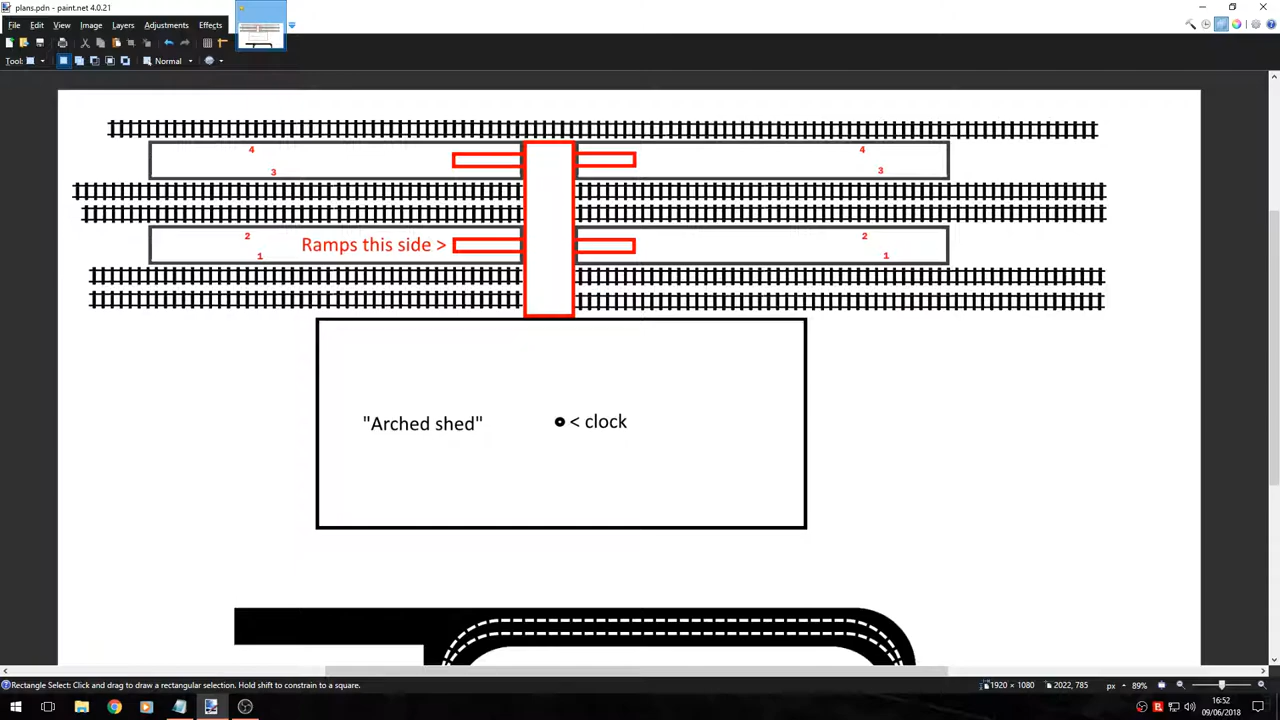 plans.pdn - paint.net 4.0.21
File Edit View Image Layers Adjustments Effects
Tool: Normal
4 4
3 3
2 2
Ramps this side >
1 1
"Arched shed" < clock
Rectangle Select: Click and drag to draw a rectangular selection. Hold shift to constrain to a square. 1920 × 1080 2022, 785 px 89%
16:52
09/06/2018